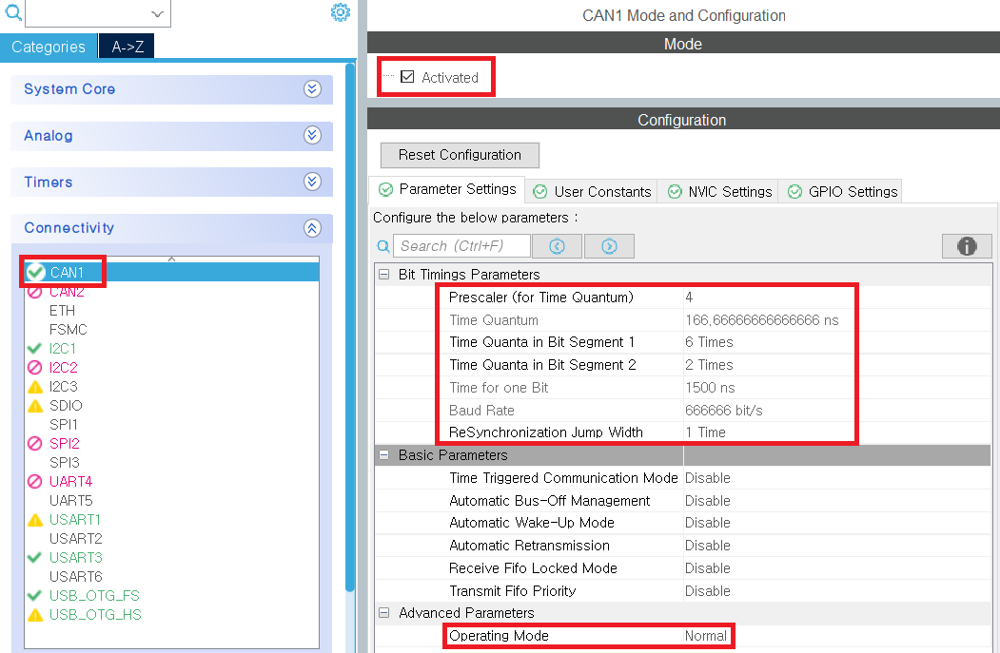 Categories
A->Z
System Core
Analog
Timers
Connectivity
CAN1
CAN2
ETH
FSMC
I2C1
I2C2
I2C3
SDIO
SPI1
SPI2
SPI3
UART4
UART5
USART1
USART2
USART3
USART6
USB_OTG_FS
USB_OTG_HS
CAN1 Mode and Configuration
Mode
Activated
Configuration
Reset Configuration
Parameter Settings
User Constants
NVIC Settings
GPIO Settings
Configure the below parameters :
Search (Ctrl+F)
Bit Timings Parameters
Prescaler (for Time Quantum) 4
Time Quantum 166,66666666666666 ns
Time Quanta in Bit Segment 1 6 Times
Time Quanta in Bit Segment 2 2 Times
Time for one Bit 1500 ns
Baud Rate 666666 bit/s
ReSynchronization Jump Width 1 Time
Basic Parameters
Time Triggered Communication Mode Disable
Automatic Bus-Off Management Disable
Automatic Wake-Up Mode Disable
Automatic Retransmission Disable
Receive Fifo Locked Mode Disable
Transmit Fifo Priority Disable
Advanced Parameters
Operating Mode Normal